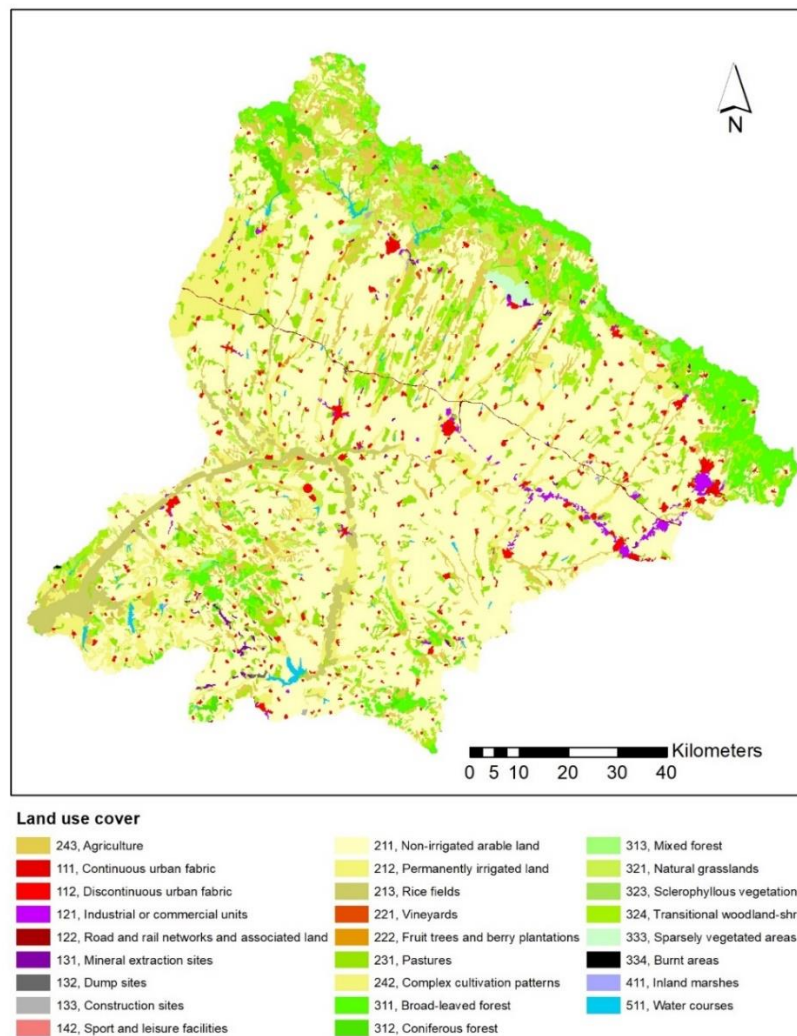 N
Kilometers
0 5 10 20 30 40
Land use cover
243, Agriculture
111, Continuous urban fabric
112, Discontinuous urban fabric
121, Industrial or commercial units
122, Road and rail networks and associated land
131, Mineral extraction sites
132, Dump sites
133, Construction sites
142, Sport and leisure facilities
211, Non-irrigated arable land
212, Permanently irrigated land
213, Rice fields
221, Vineyards
222, Fruit trees and berry plantations
231, Pastures
242, Complex cultivation patterns
311, Broad-leaved forest
312, Coniferous forest
313, Mixed forest
321, Natural grasslands
323, Sclerophyllous vegetation
324, Transitional woodland-shr
333, Sparsely vegetated areas
334, Burnt areas
411, Inland marshes
511, Water courses